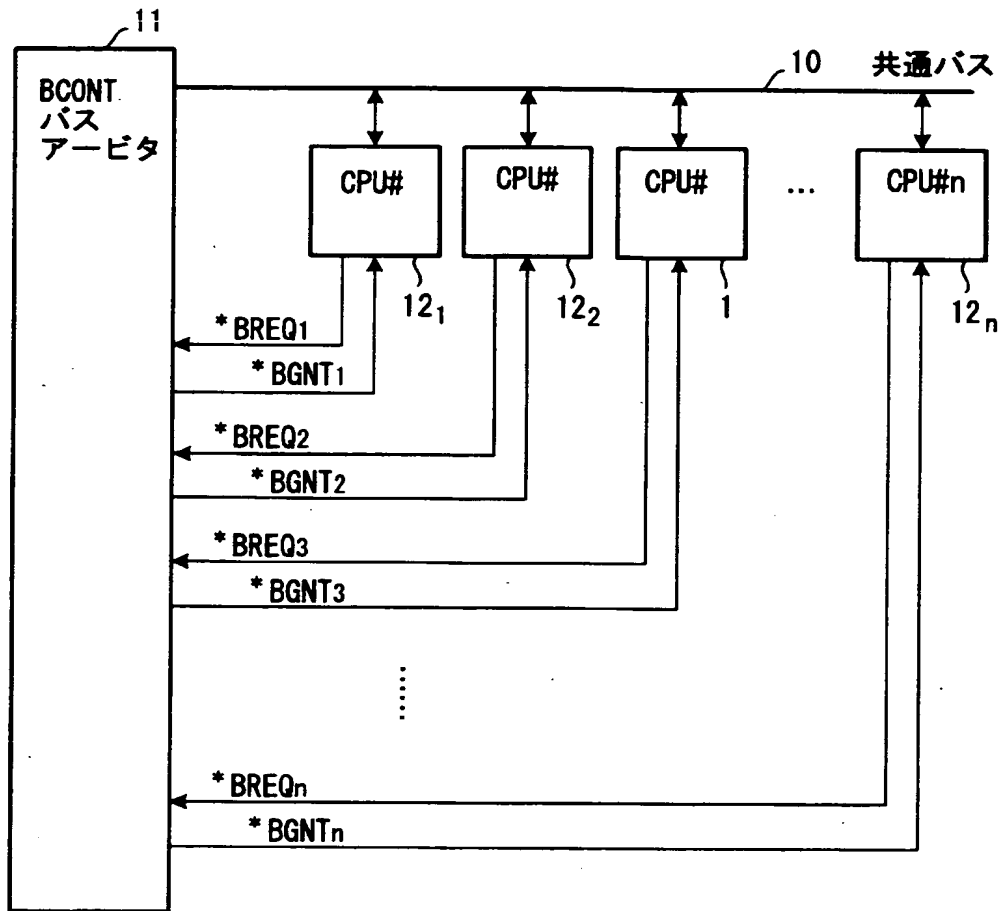 11
BCONT
バス
アービタ
10
共通バス
CPU#
CPU#
CPU#
...
CPU#n
12₁
12₂
1
12ₙ
*BREQ1
*BGNT1
*BREQ2
*BGNT2
*BREQ3
*BGNT3
......
*BREQn
*BGNTn